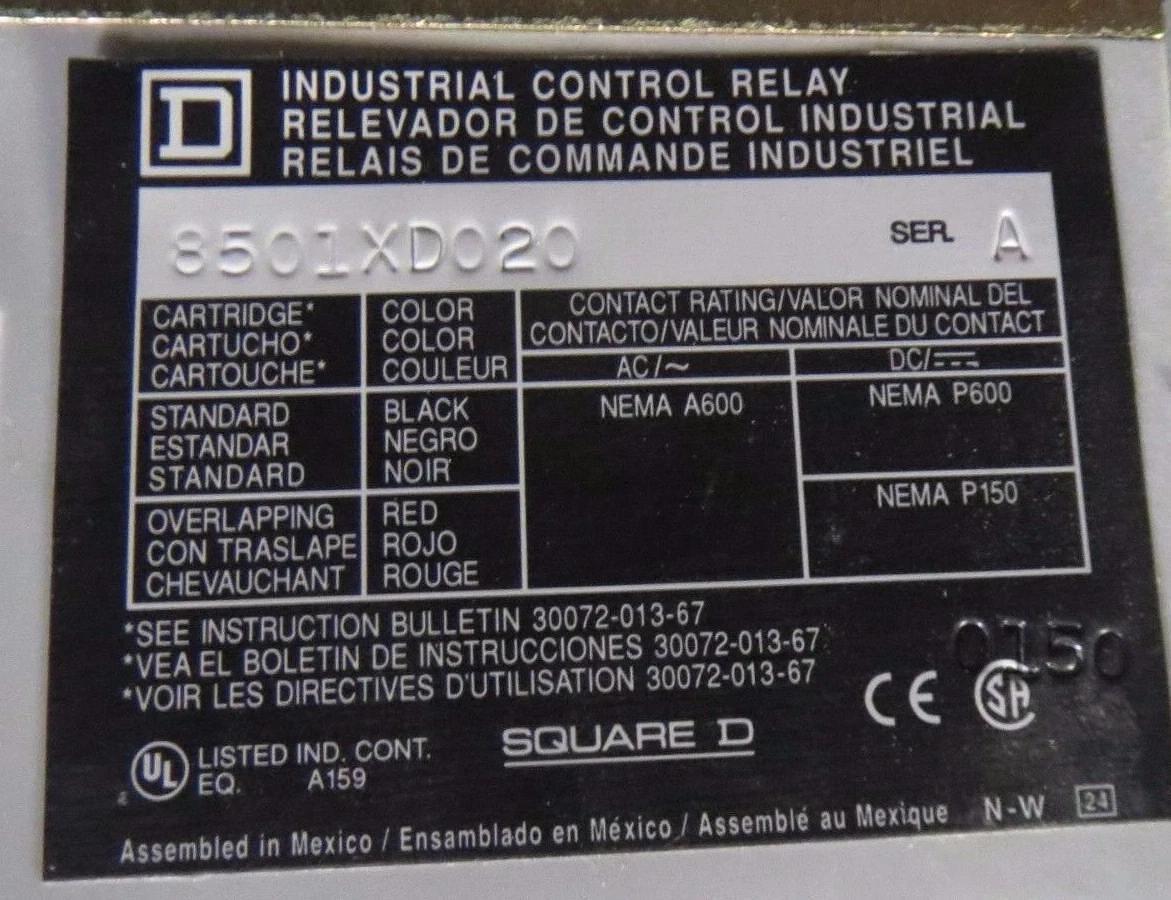 D
INDUSTRIAL CONTROL RELAY
RELEVADOR DE CONTROL INDUSTRIAL
RELAIS DE COMMANDE INDUSTRIEL
8501XDO20 SER. A
CARTRIDGE* COLOR CONTACT RATING/VALOR NOMINAL DEL
CARTUCHO* COLOR CONTACTO/VALEUR NOMINALE DU CONTACT
CARTOUCHE* COULEUR AC/~ DC/⎓
STANDARD BLACK NEMA A600 NEMA P600
ESTANDAR NEGRO
STANDARD NOIR
OVERLAPPING RED NEMA P150
CON TRASLAPE ROJO
CHEVAUCHANT ROUGE
*SEE INSTRUCTION BULLETIN 30072-013-67
*VEA EL BOLETIN DE INSTRUCCIONES 30072-013-67
*VOIR LES DIRECTIVES D'UTILISATION 30072-013-67
0150
CE SA
UL LISTED IND. CONT.
EQ. A159
SQUARE D
Assembled in Mexico / Ensamblado en México / Assemblé au Mexique N-W 24